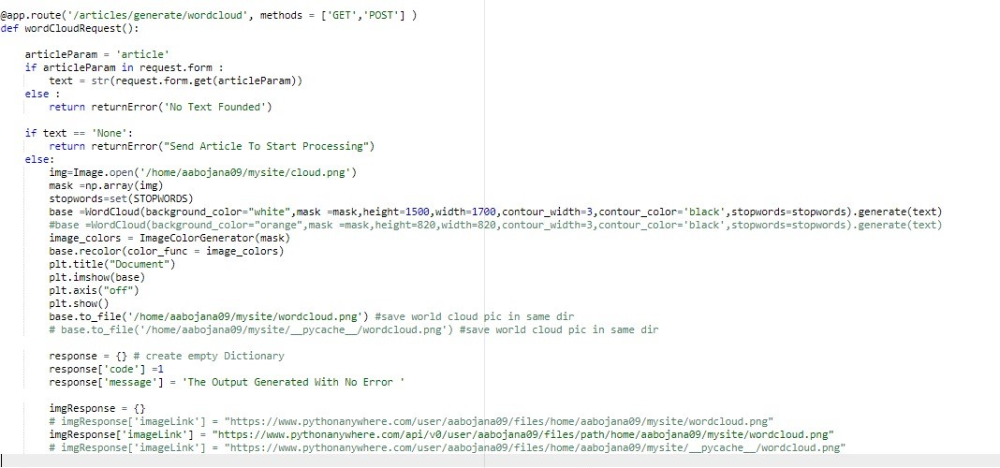 @app.route('/articles/generate/wordcloud', methods = ['GET','POST'] )
def wordCloudRequest():
    articleParam = 'article'
    if articleParam in request.form :
        text = str(request.form.get(articleParam))
    else :
        return returnError('No Text Founded')
    if text == 'None':
        return returnError("Send Article To Start Processing")
    else:
        img=Image.open('/home/aabojana09/mysite/cloud.png')
        mask =np.array(img)
        stopwords=set(STOPWORDS)
        base =WordCloud(background_color="white",mask =mask,height=1500,width=1700,contour_width=3,contour_color='black',stopwords=stopwords).generate(text)
        #base =WordCloud(background_color="orange",mask =mask,height=820,width=820,contour_width=3,contour_color='black',stopwords=stopwords).generate(text)
        image_colors = ImageColorGenerator(mask)
        base.recolor(color_func = image_colors)
        plt.title("Document")
        plt.imshow(base)
        plt.axis("off")
        plt.show()
        base.to_file('/home/aabojana09/mysite/wordcloud.png') #save world cloud pic in same dir
        # base.to_file('/home/aabojana09/mysite/__pycache__/wordcloud.png') #save world cloud pic in same dir
        response = {} # create empty Dictionary
        response['code'] =1
        response['message'] = 'The Output Generated With No Error '
        imgResponse = {}
        # imgResponse['imageLink'] = "https://www.pythonanywhere.com/user/aabojana09/files/home/aabojana09/mysite/wordcloud.png"
        imgResponse['imageLink'] = "https://www.pythonanywhere.com/api/v0/user/aabojana09/files/path/home/aabojana09/mysite/wordcloud.png"
        # imgResponse['imageLink'] = "https://www.pythonanywhere.com/user/aabojana09/files/home/aabojana09/mysite/__pycache__/wordcloud.png"